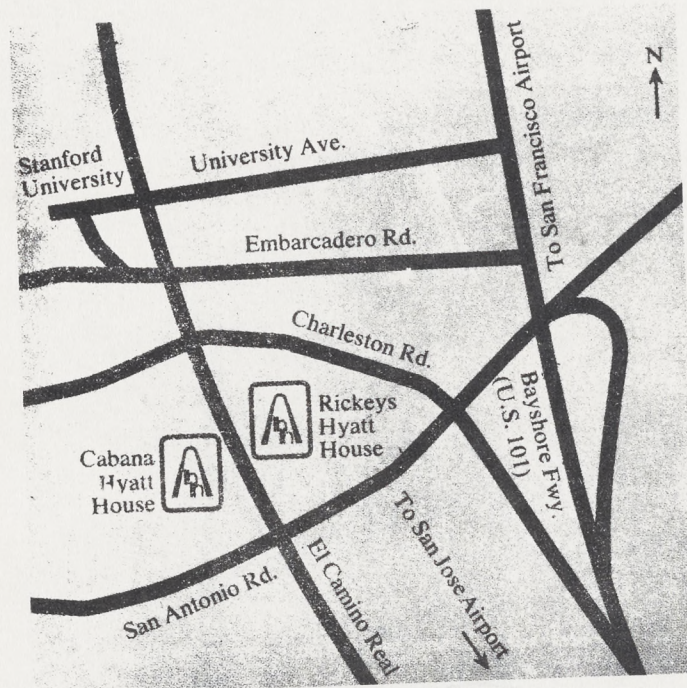 N
To San Francisco Airport
Stanford
University
University Ave.
Embarcadero Rd.
Charleston Rd.
Rickeys
Hyatt
House
Bayshore Fwy.
(U.S. 101)
Cabana
Hyatt
House
To San Jose Airport
San Antonio Rd.
El Camino Real